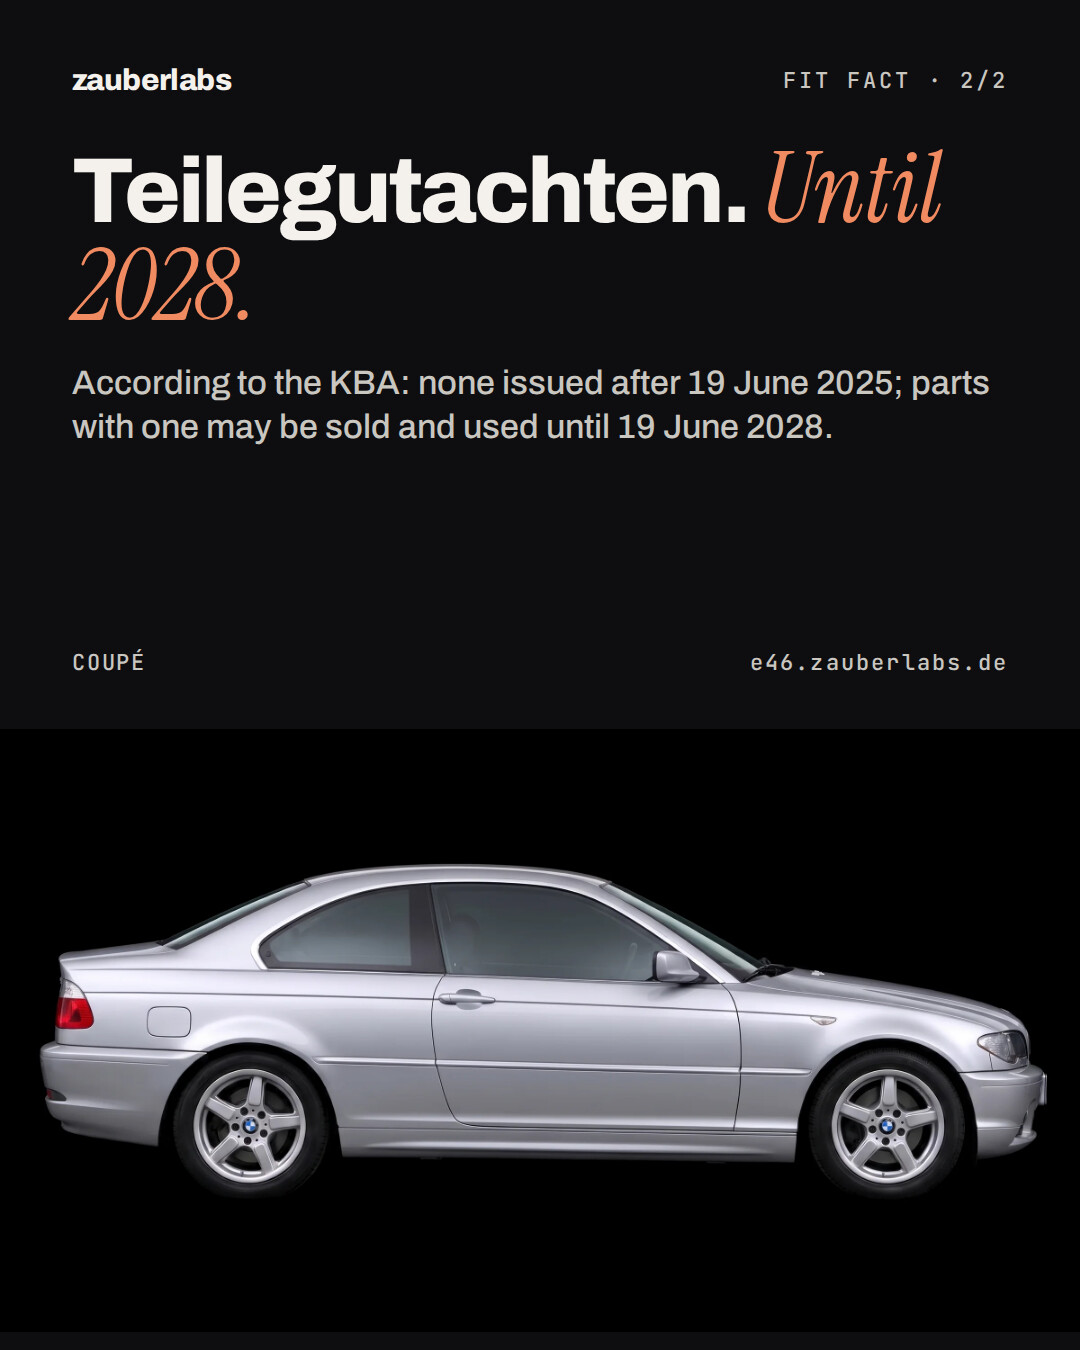 zauberlabs
FIT FACT · 2/2
Teilegutachten. Until
2028.
According to the KBA: none issued after 19 June 2025; parts
with one may be sold and used until 19 June 2028.
COUPÉ
e46.zauberlabs.de